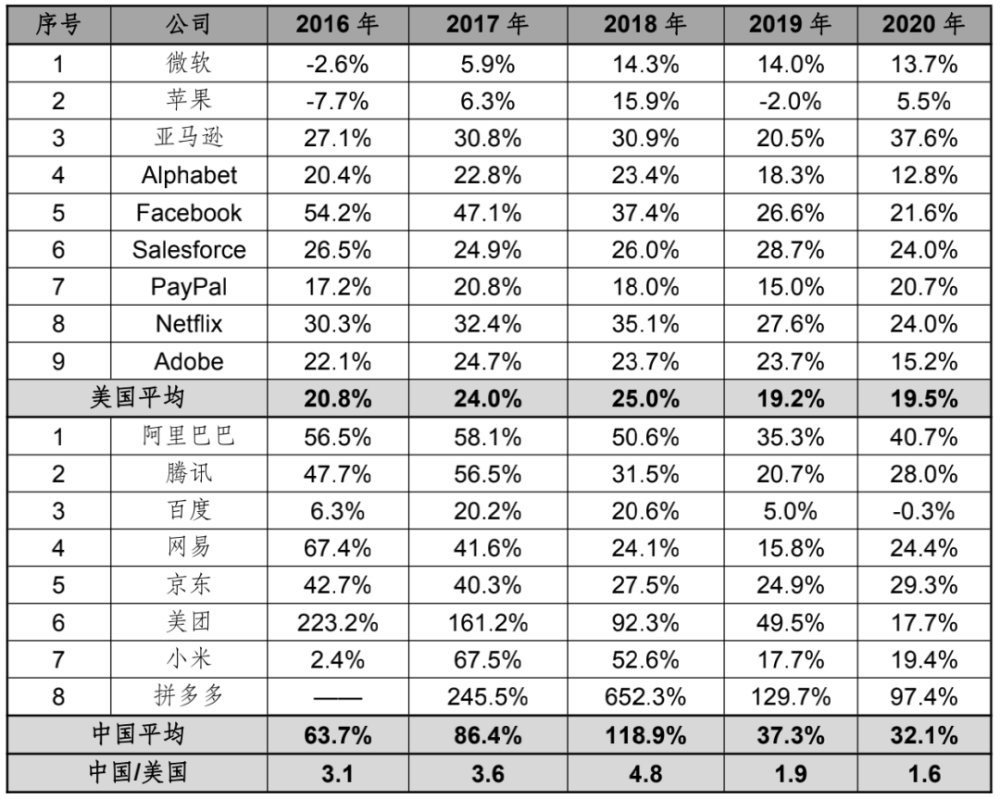 序号 公司 2016 年 2017 年 2018 年 2019 年 2020 年
1 微软 -2.6% 5.9% 14.3% 14.0% 13.7%
2 苹果 -7.7% 6.3% 15.9% -2.0% 5.5%
3 亚马逊 27.1% 30.8% 30.9% 20.5% 37.6%
4 Alphabet 20.4% 22.8% 23.4% 18.3% 12.8%
5 Facebook 54.2% 47.1% 37.4% 26.6% 21.6%
6 Salesforce 26.5% 24.9% 26.0% 28.7% 24.0%
7 PayPal 17.2% 20.8% 18.0% 15.0% 20.7%
8 Netflix 30.3% 32.4% 35.1% 27.6% 24.0%
9 Adobe 22.1% 24.7% 23.7% 23.7% 15.2%
美国平均 20.8% 24.0% 25.0% 19.2% 19.5%
1 阿里巴巴 56.5% 58.1% 50.6% 35.3% 40.7%
2 腾讯 47.7% 56.5% 31.5% 20.7% 28.0%
3 百度 6.3% 20.2% 20.6% 5.0% -0.3%
4 网易 67.4% 41.6% 24.1% 15.8% 24.4%
5 京东 42.7% 40.3% 27.5% 24.9% 29.3%
6 美团 223.2% 161.2% 92.3% 49.5% 17.7%
7 小米 2.4% 67.5% 52.6% 17.7% 19.4%
8 拼多多 —— 245.5% 652.3% 129.7% 97.4%
中国平均 63.7% 86.4% 118.9% 37.3% 32.1%
中国/美国 3.1 3.6 4.8 1.9 1.6